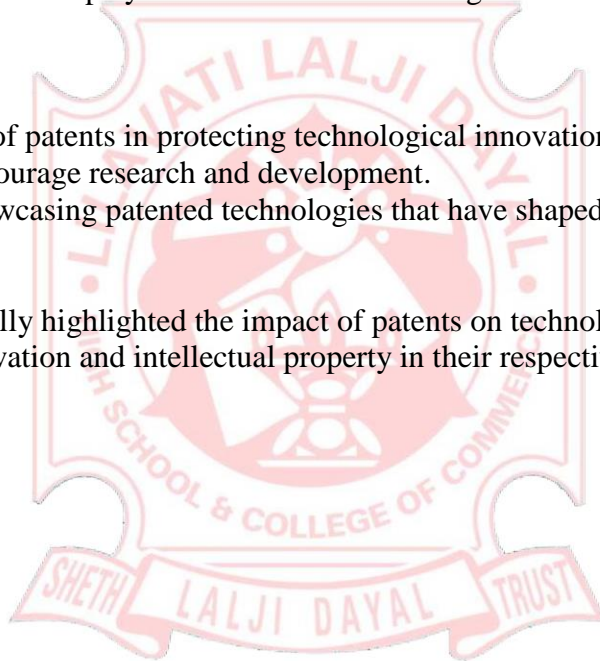 of patents in protecting technological innovation
ourage research and development.
wcasing patented technologies that have shaped
lly highlighted the impact of patents on technol
vation and intellectual property in their respecti
LALJI DAYAL
HIGH SCHOOL & COLLEGE OF COMMERCE
SHETH LALJI DAYAL TRUST